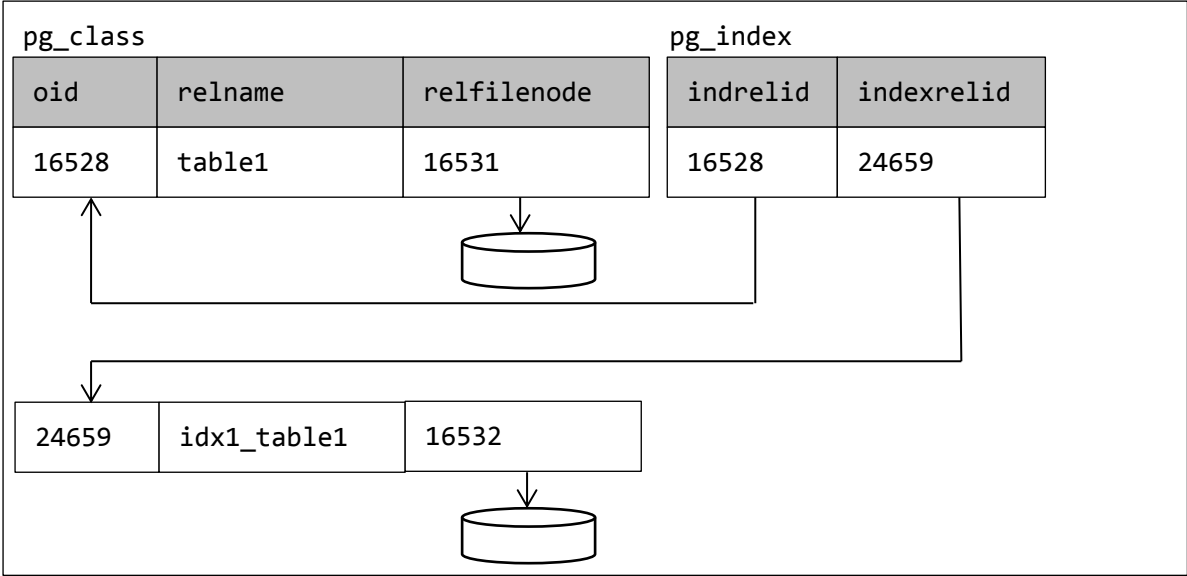 pg_class pg_index
oid relname relfilenode indrelid indexrelid
16528 table1 16531 16528 24659
24659 idx1_table1 16532